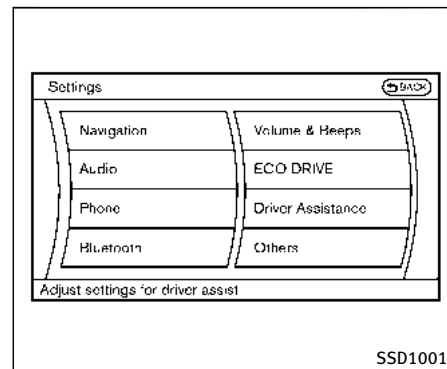 Settings
BACK
Navigation
Volume & Beeps
Audio
ECO DRIVE
Phone
Driver Assistance
Bluetooth
Others
Adjust settings for driver assist
SSD1001